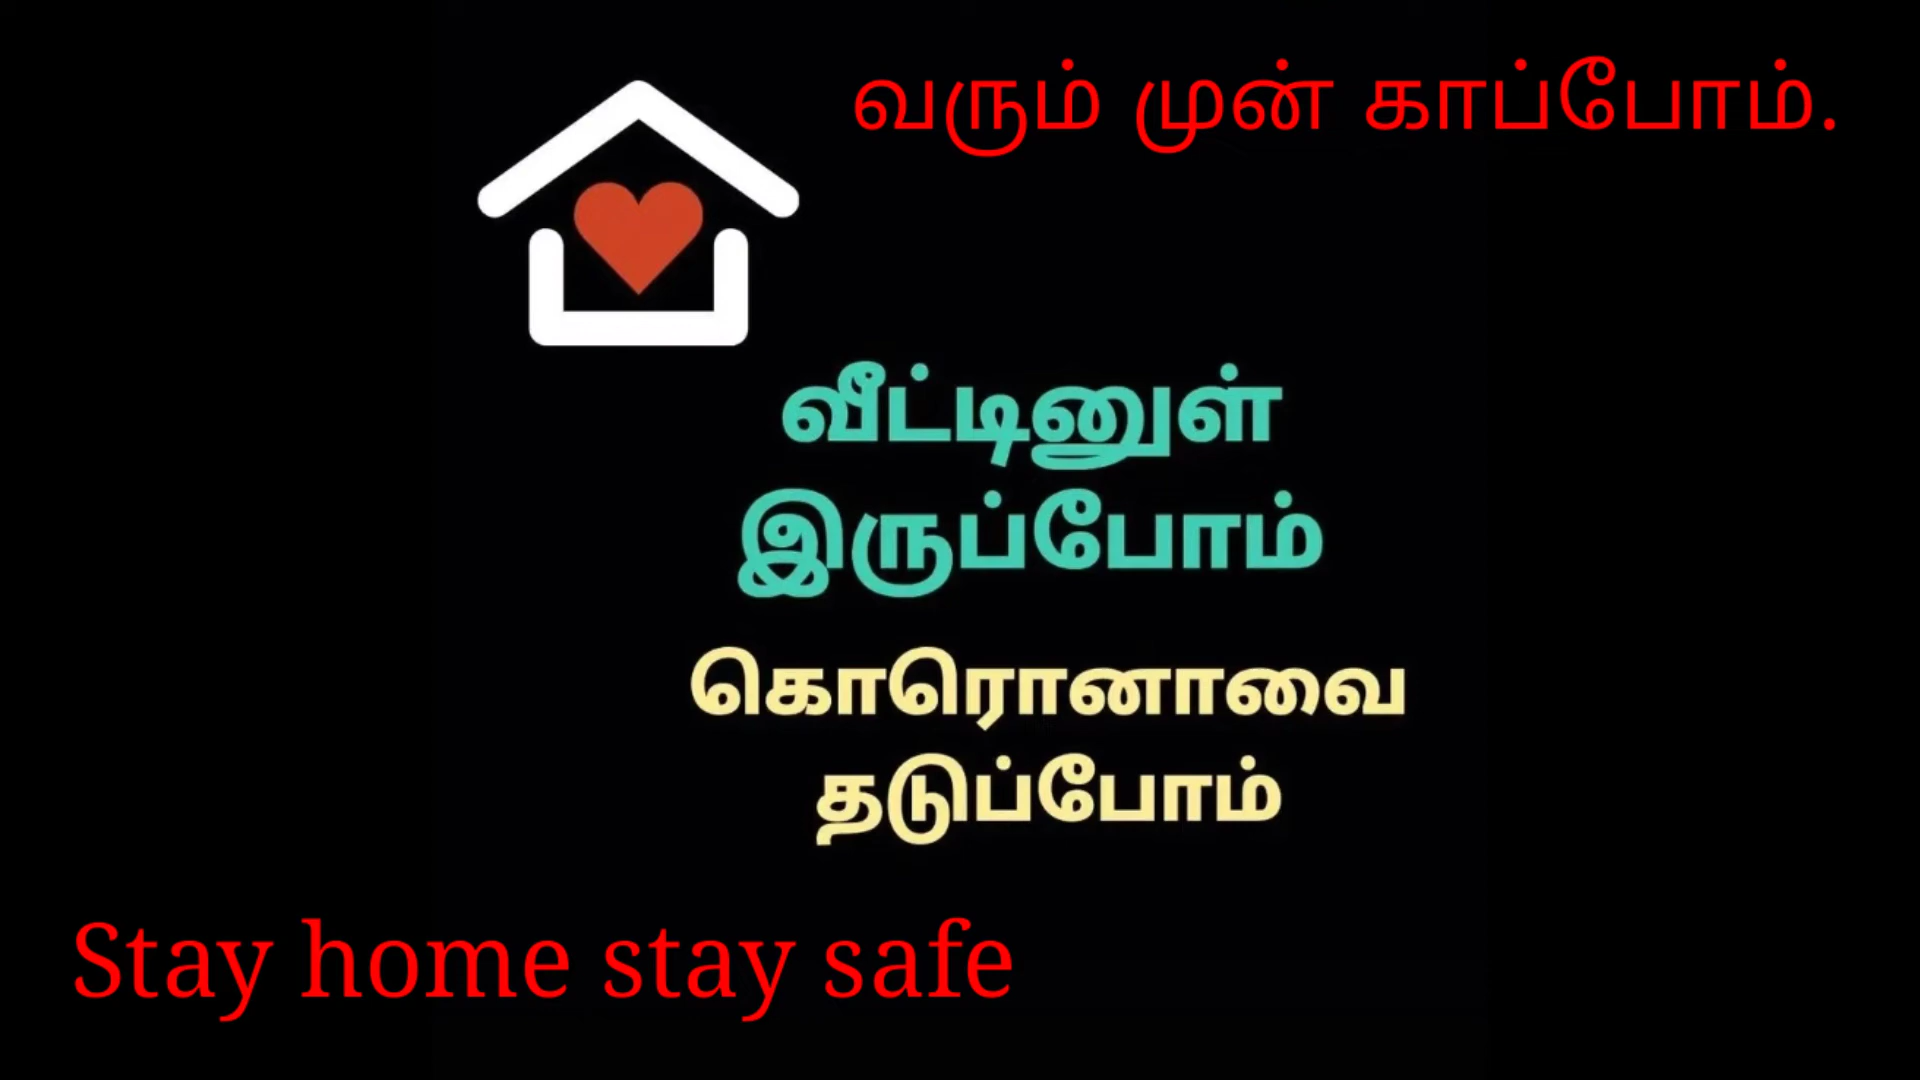 வரும் முன் காப்போம்.
வீட்டினுள்
இருப்போம்
கொரொனாவை
தடுப்போம்
Stay home stay safe